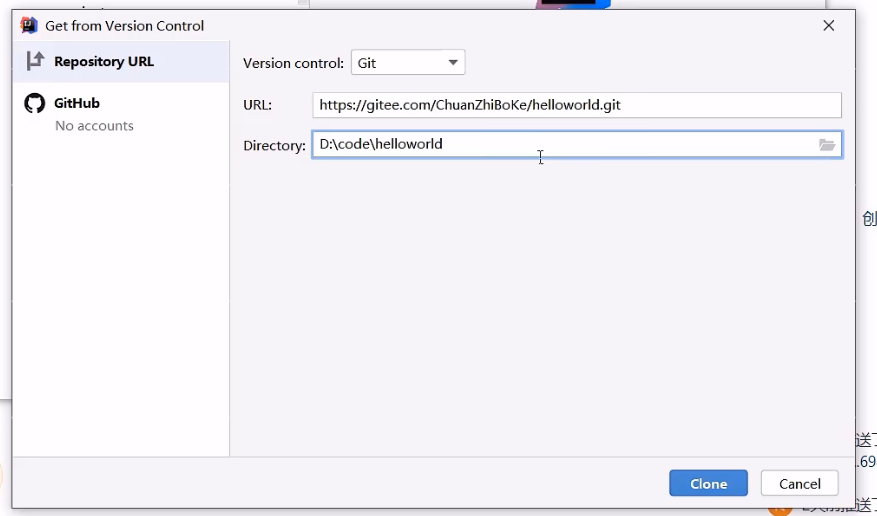 Get from Version Control
Repository URL
GitHub
No accounts
Version control: Git
URL: https://gitee.com/ChuanZhiBoKe/helloworld.git
Directory: D:\code\helloworld
创
送了
.69
Clone Cancel